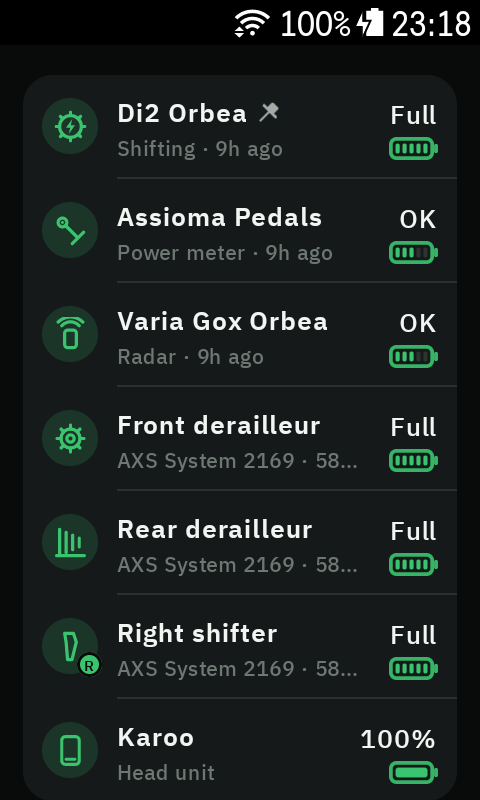 100% 23:18
Di2 Orbea
Full
Shifting · 9h ago
Assioma Pedals
OK
Power meter · 9h ago
Varia Gox Orbea
OK
Radar · 9h ago
Front derailleur
Full
AXS System 2169 · 58...
Rear derailleur
Full
AXS System 2169 · 58...
Right shifter
Full
AXS System 2169 · 58...
R
Karoo
100%
Head unit